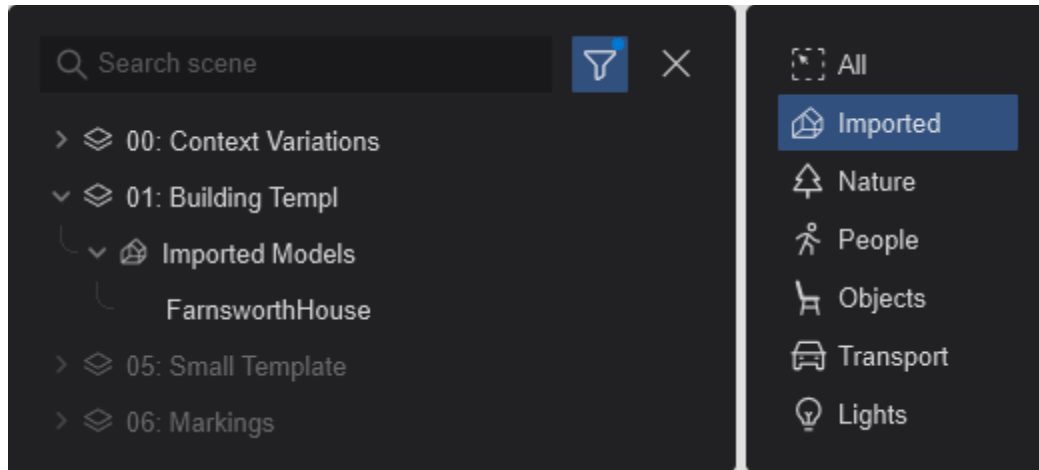 Search scene
00: Context Variations
01: Building Templ
Imported Models
FarnsworthHouse
05: Small Template
06: Markings
All
Imported
Nature
People
Objects
Transport
Lights